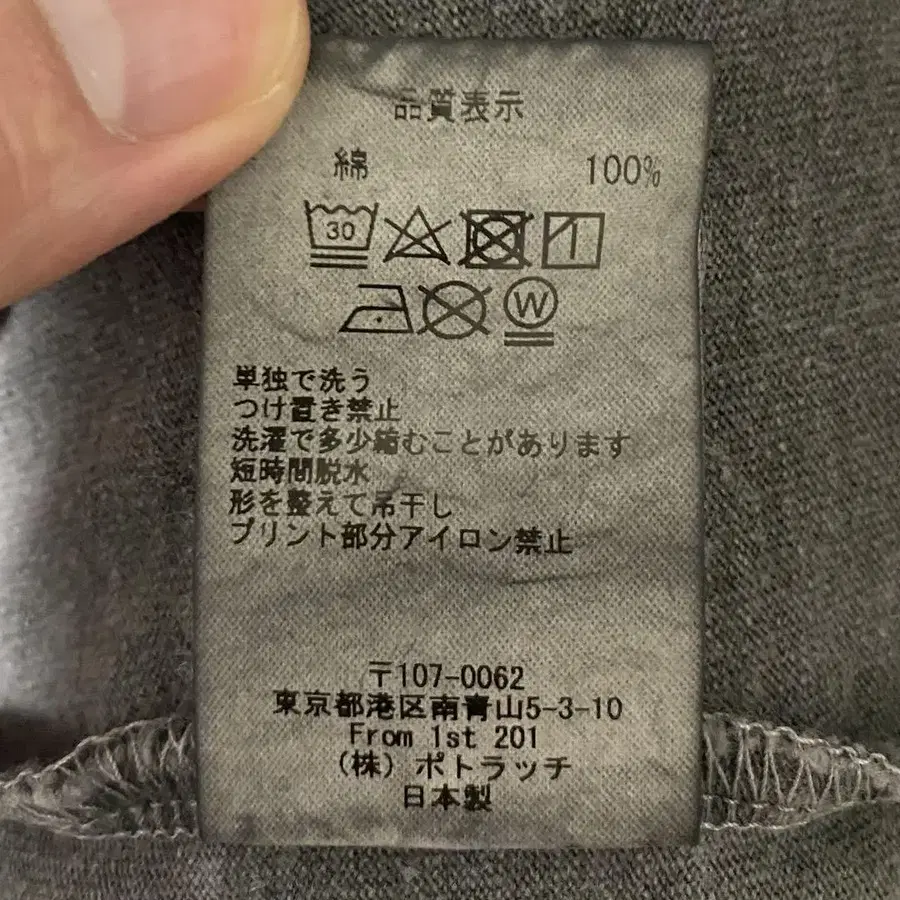 品質表示
綿 100%
30
W
単独で洗う
つけ置き禁止
洗濯で多少縮むことがあります
短時間脱水
形を整えて吊干し
プリント部分アイロン禁止
〒107-0062
東京都港区南青山5-3-10
From 1st 201
（株）ポトラッチ
日本製